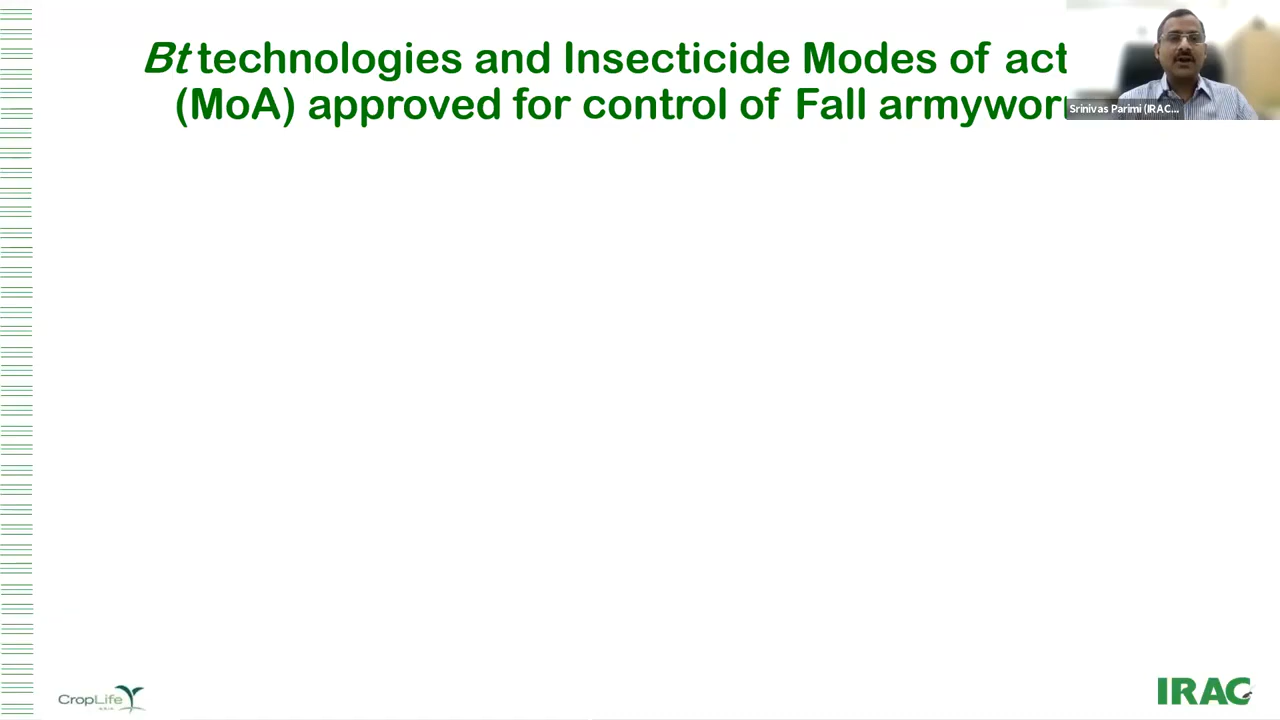 Bt technologies and Insecticide Modes of act
(MoA) approved for control of Fall armywor
Srinivas Parimi (IRAC...
CropLife
ASIA
IRAC